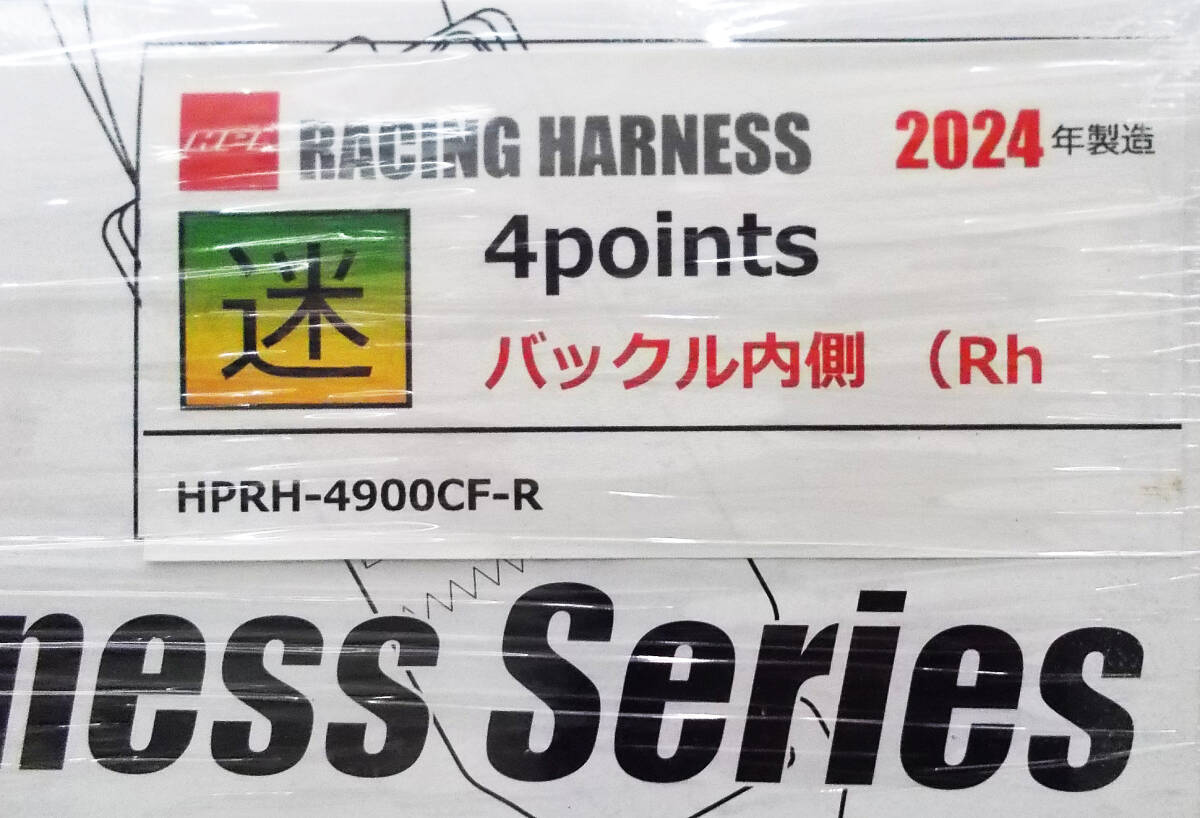 HPI RACING HARNESS 2024年製造
迷
4points
バックル内側 （Rh
HPRH-4900CF-R
ness Series